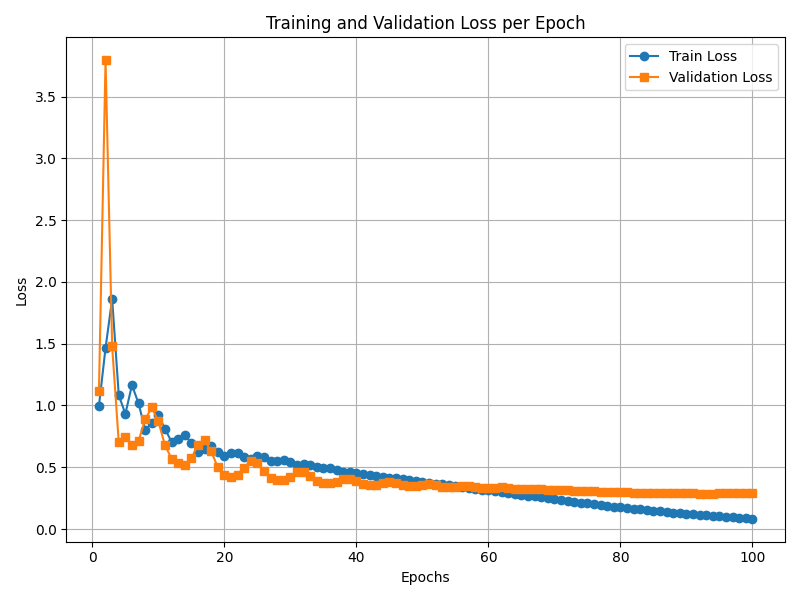 Training and Validation Loss per Epoch
Train Loss
Validation Loss
3.5
3.0
2.5
2.0
1.5
1.0
0.5
0.0
Loss
0 20 40 60 80 100
Epochs